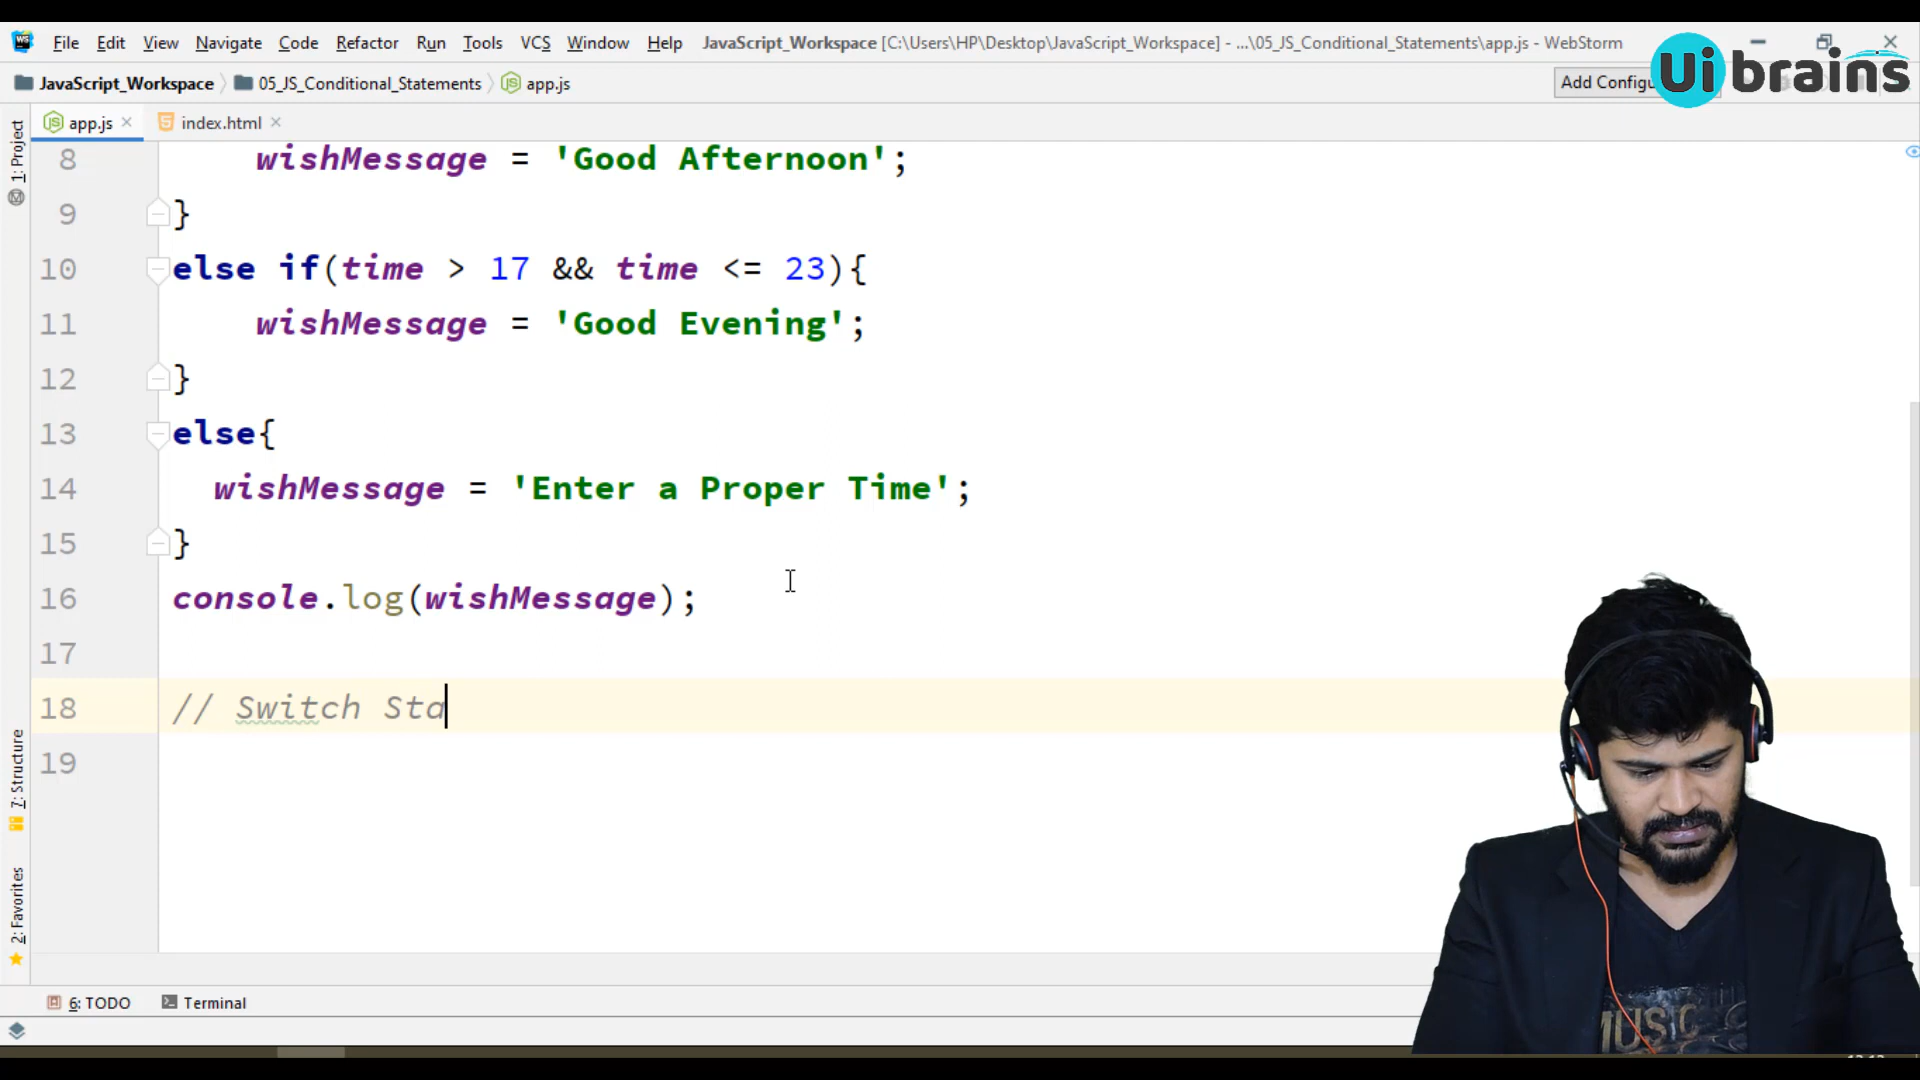 File Edit View Navigate Code Refactor Run Tools VCS Window Help JavaScript_Workspace [C:\Users\HP\Desktop\JavaScript_Workspace] - ...\05_JS_Conditional_Statements\app.js - WebStorm
JavaScript_Workspace 05_JS_Conditional_Statements app.js Add Configu
Ui brains
app.js index.html
1: Project
7: Structure
2: Favorites
8 wishMessage = 'Good Afternoon';
9 }
10 else if(time > 17 && time <= 23){
11 wishMessage = 'Good Evening';
12 }
13 else{
14 wishMessage = 'Enter a Proper Time';
15 }
16 console.log(wishMessage);
17
18 // Switch Sta
19
6: TODO Terminal
MUSIC